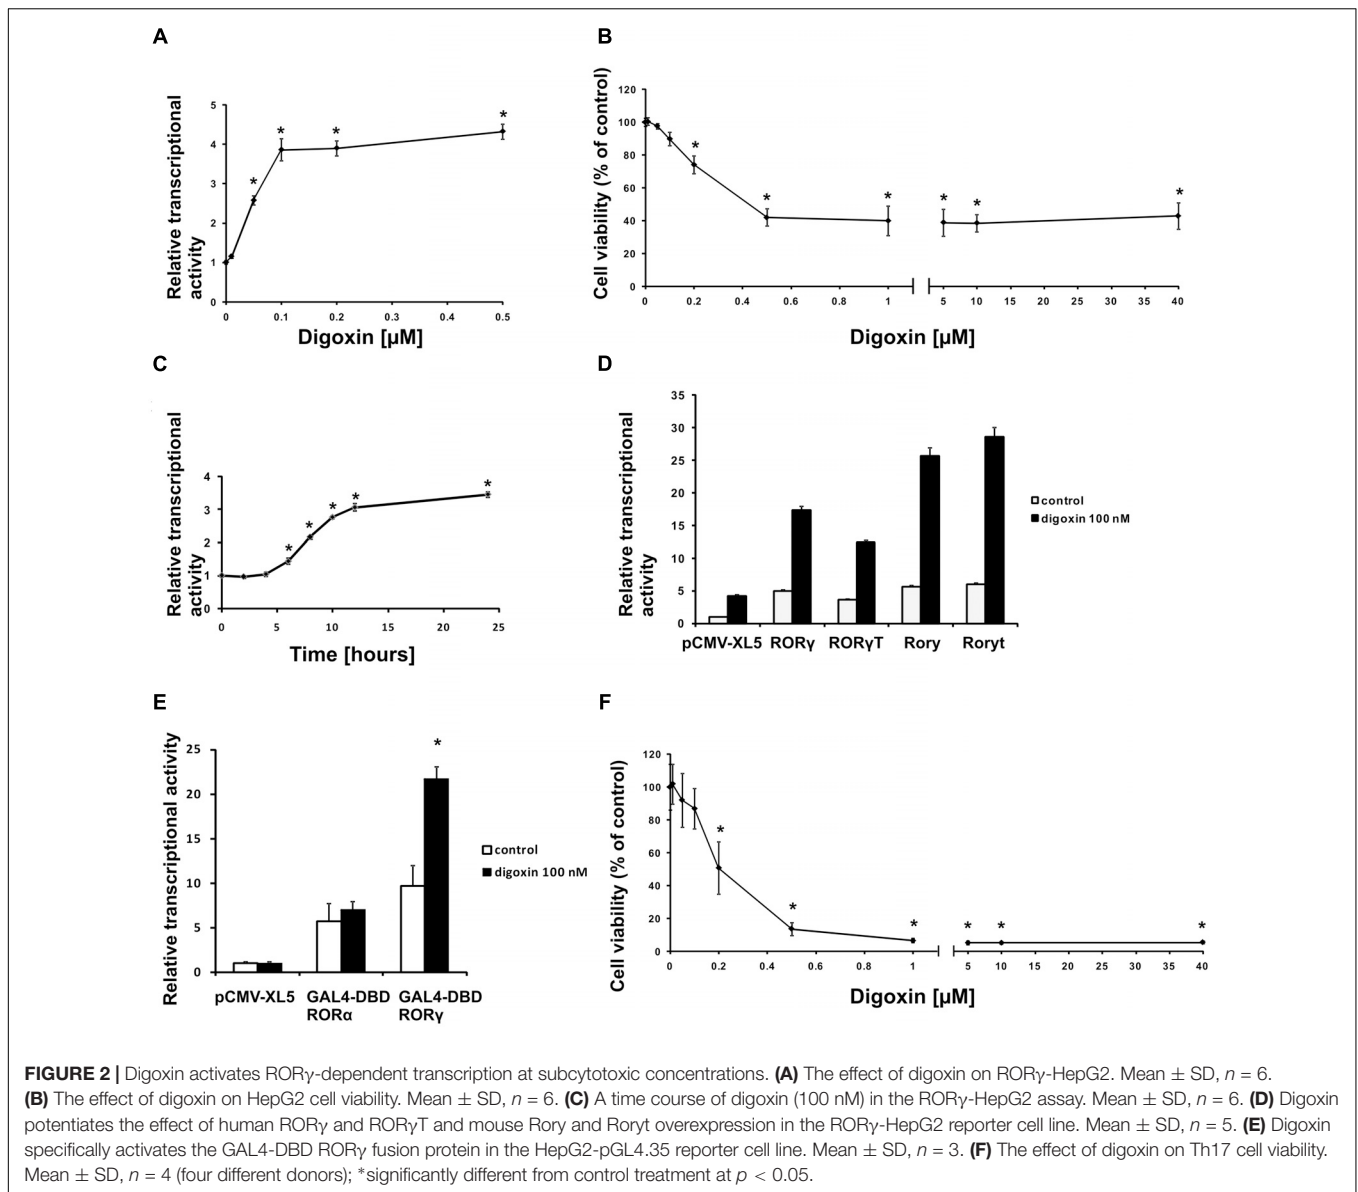 A
Relative transcriptional
activity
5
4
3
2
1
0
* * * *
0 0.1 0.2 0.3 0.4 0.5
Digoxin [µM]
B
Cell viability (% of control)
120
100
80
60
40
20
0
* * * * * *
0 0.2 0.4 0.6 0.8 1 5 10 15 20 25 30 35 40
Digoxin [µM]
C
Relative transcriptional
activity
4
3
2
1
0
* * * * *
0 5 10 15 20 25
Time [hours]
D
Relative transcriptional
activity
35
30
25
20
15
10
5
0
control
digoxin 100 nM
pCMV-XL5 RORγ RORγT Rory Roryt
E
Relative transcriptional activity
25
20
15
10
5
0
*
control
digoxin 100 nM
pCMV-XL5 GAL4-DBD GAL4-DBD
RORα RORγ
F
Cell viability (% of control)
120
100
80
60
40
20
0
* * * * * *
0 0.2 0.4 0.6 0.8 1 5 10 15 20 25 30 35 40
Digoxin [µM]
FIGURE 2 | Digoxin activates RORγ-dependent transcription at subcytotoxic concentrations. (A) The effect of digoxin on RORγ-HepG2. Mean ± SD, n = 6.
(B) The effect of digoxin on HepG2 cell viability. Mean ± SD, n = 6. (C) A time course of digoxin (100 nM) in the RORγ-HepG2 assay. Mean ± SD, n = 6. (D) Digoxin
potentiates the effect of human RORγ and RORγT and mouse Rory and Roryt overexpression in the RORγ-HepG2 reporter cell line. Mean ± SD, n = 5. (E) Digoxin
specifically activates the GAL4-DBD RORγ fusion protein in the HepG2-pGL4.35 reporter cell line. Mean ± SD, n = 3. (F) The effect of digoxin on Th17 cell viability.
Mean ± SD, n = 4 (four different donors); *significantly different from control treatment at p < 0.05.